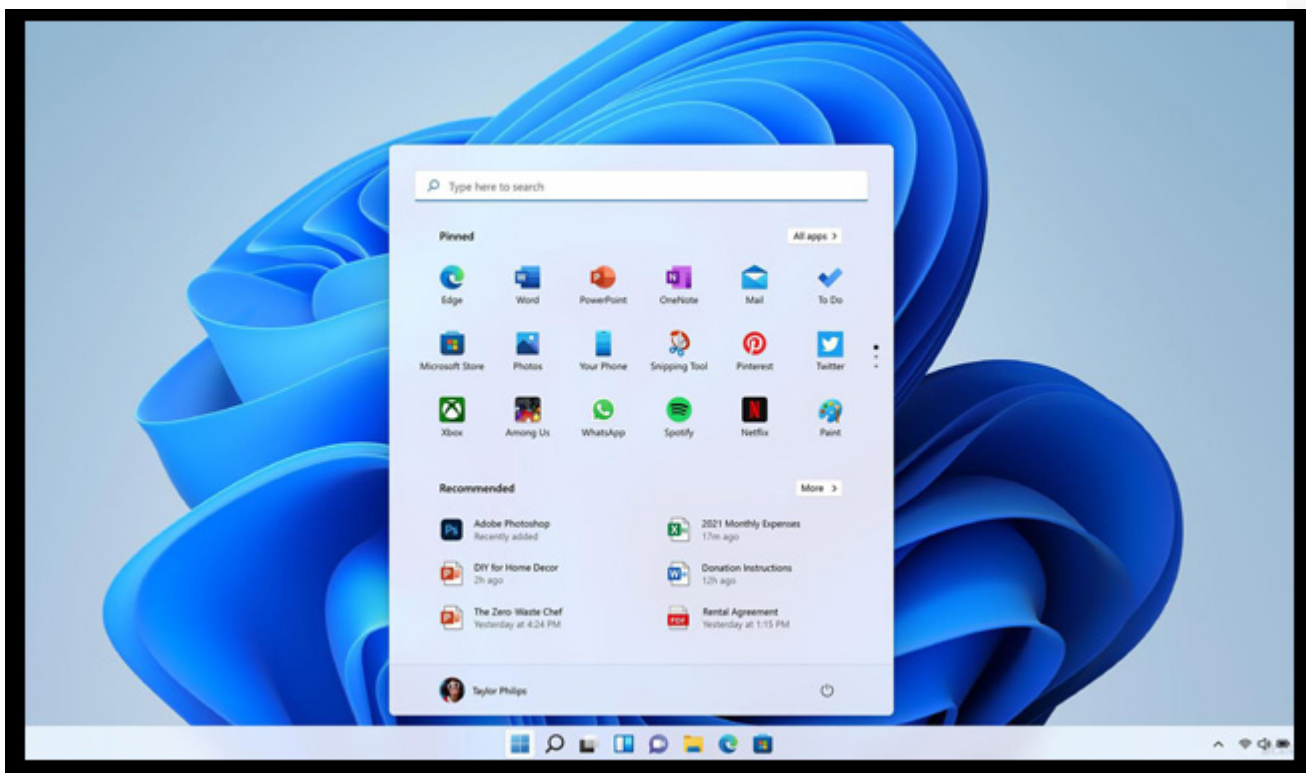 Type here to search
Pinned
All apps >
Edge
Word
PowerPoint
OneNote
Mail
To Do
Microsoft Store
Photos
Your Phone
Snipping Tool
Pinterest
Twitter
Xbox
Among Us
WhatsApp
Spotify
Netflix
Paint
Recommended
More >
Adobe Photoshop
Recently added
2021 Monthly Expenses
17m ago
DIY for Home Decor
2h ago
Donation Instructions
12h ago
The Zero-Waste Chef
Yesterday at 4:24 PM
Rental Agreement
Yesterday at 1:15 PM
Taylor Philips